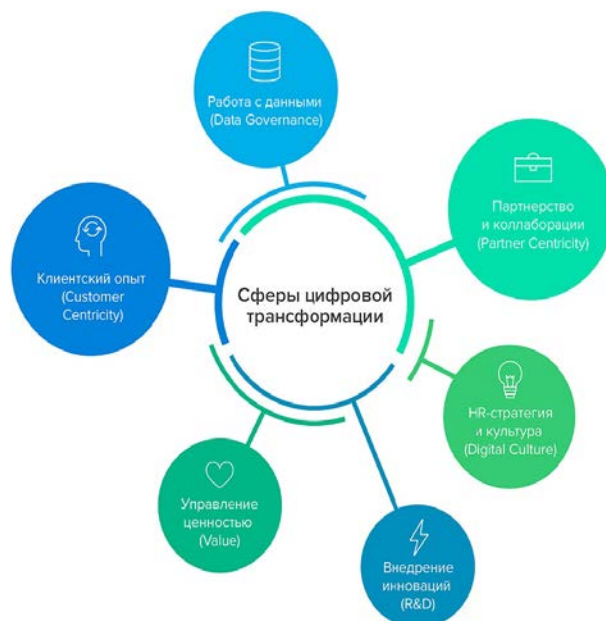 Работа с данными
(Data Governance)
Партнерство
и коллаборации
(Partner Centricity)
Клиентский опыт
(Customer
Centricity)
Сферы цифровой
трансформации
HR-стратегия
и культура
(Digital Culture)
Управление
ценностью
(Value)
Внедрение
инноваций
(R&D)